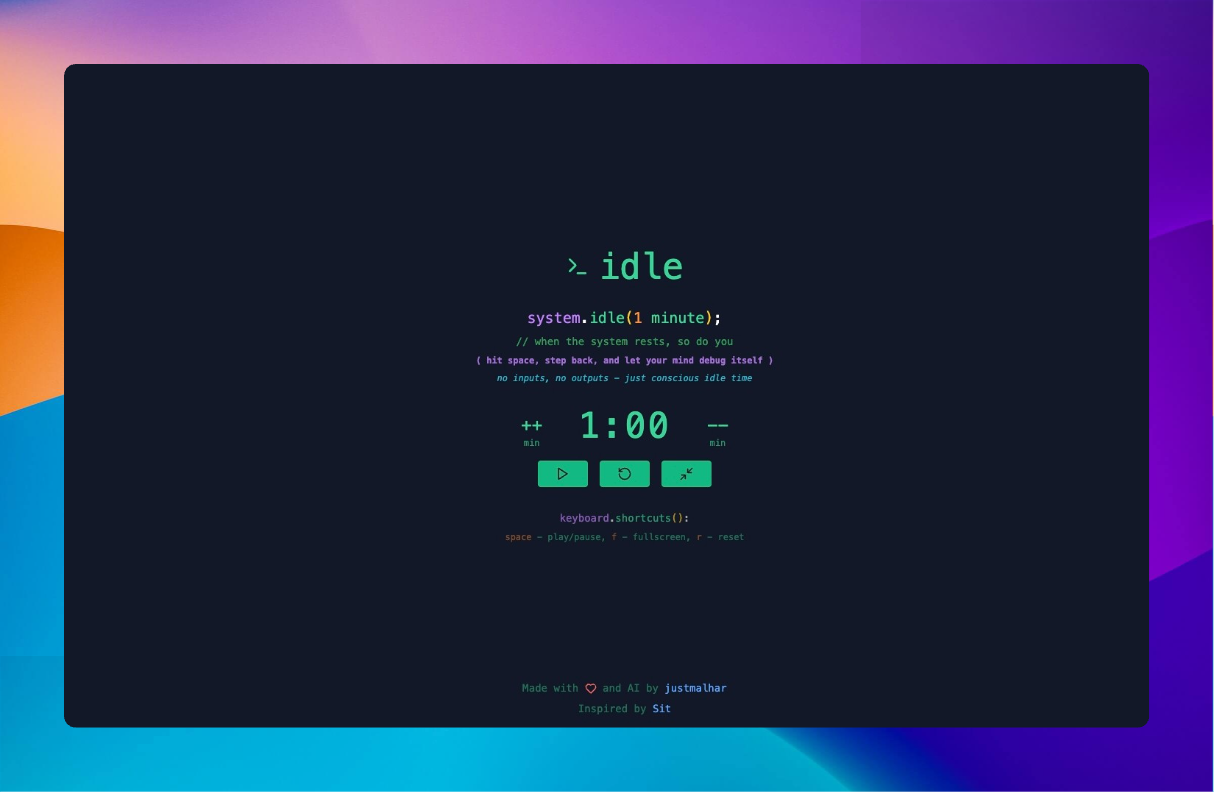 >_ idle
system.idle(1 minute);
// when the system rests, so do you
( hit space, step back, and let your mind debug itself )
no inputs, no outputs – just conscious idle time
++ 1:00 --
min min
keyboard.shortcuts():
space – play/pause, f – fullscreen, r – reset
Made with ♡ and AI by justmalhar
Inspired by Sit